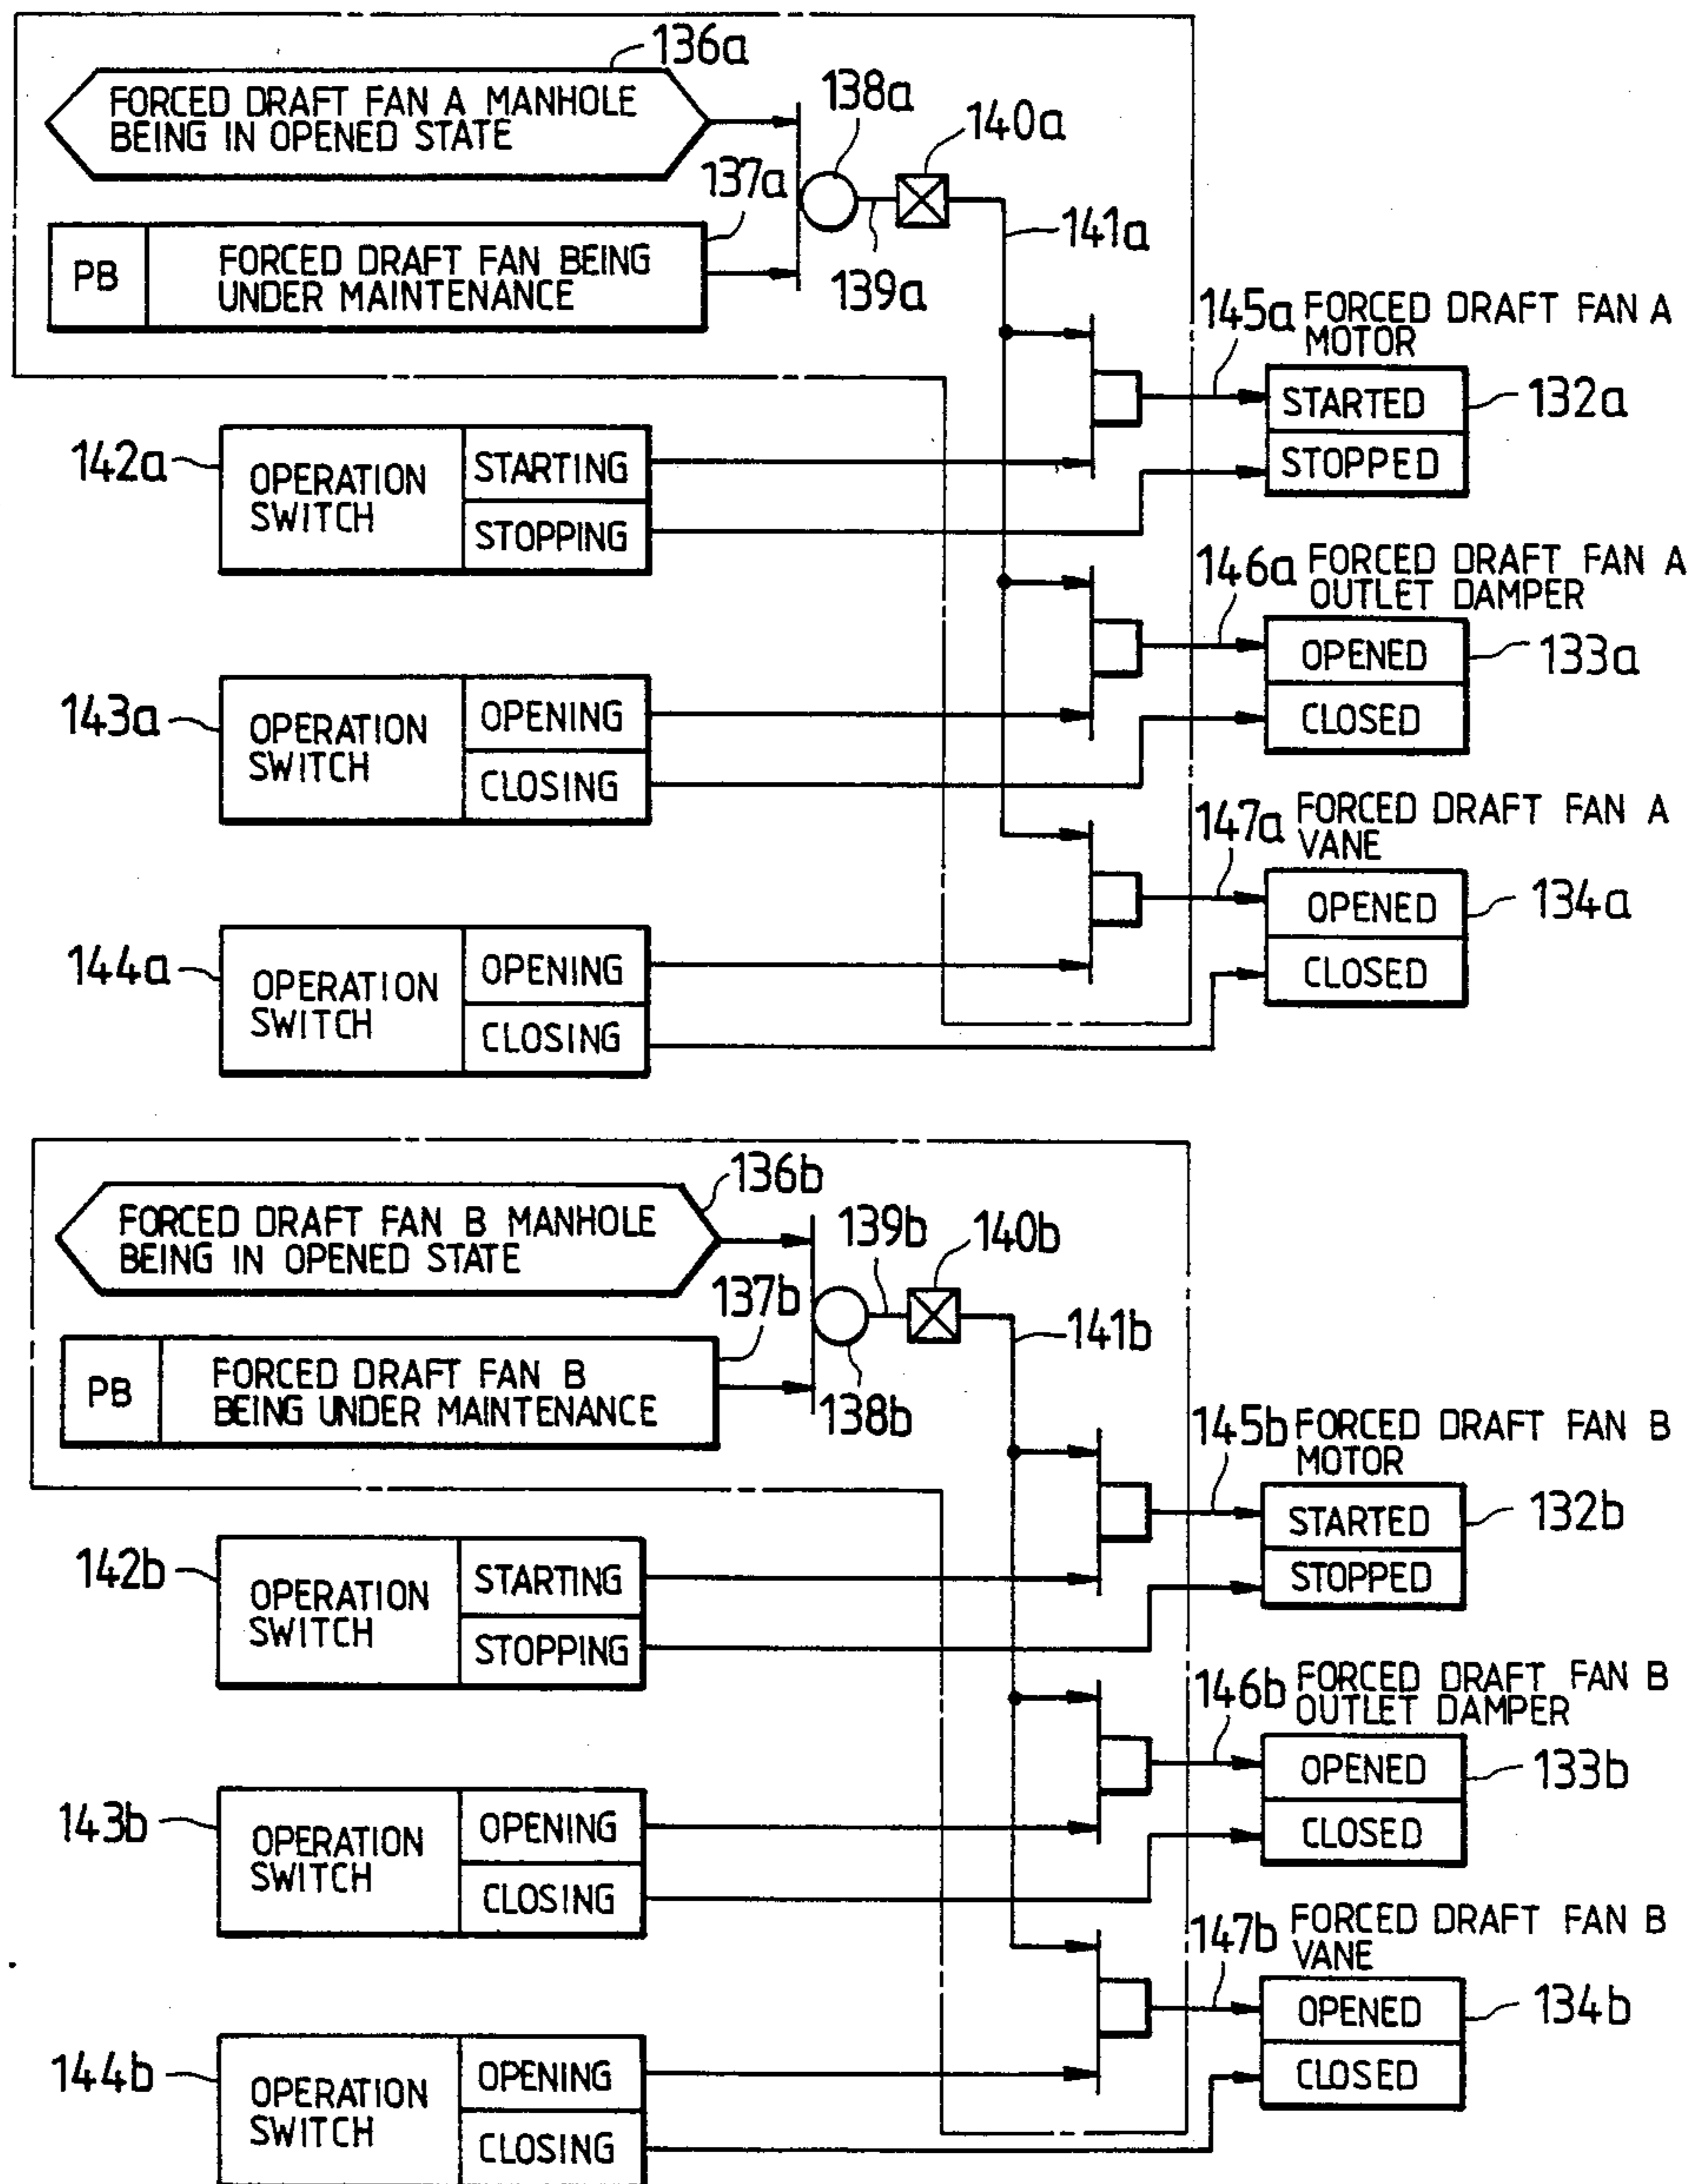 136a
FORCED DRAFT FAN A MANHOLE
BEING IN OPENED STATE
138a
140a
137a
PB
FORCED DRAFT FAN BEING
UNDER MAINTENANCE
139a
141a
145a
FORCED DRAFT FAN A
MOTOR
STARTED
STOPPED
132a
142a
OPERATION
SWITCH
STARTING
STOPPING
146a
FORCED DRAFT FAN A
OUTLET DAMPER
OPENED
CLOSED
133a
143a
OPERATION
SWITCH
OPENING
CLOSING
147a
FORCED DRAFT FAN A
VANE
OPENED
CLOSED
134a
144a
OPERATION
SWITCH
OPENING
CLOSING
136b
FORCED DRAFT FAN B MANHOLE
BEING IN OPENED STATE
139b
140b
137b
PB
FORCED DRAFT FAN B
BEING UNDER MAINTENANCE
138b
141b
145b
FORCED DRAFT FAN B
MOTOR
STARTED
STOPPED
132b
142b
OPERATION
SWITCH
STARTING
STOPPING
146b
FORCED DRAFT FAN B
OUTLET DAMPER
OPENED
CLOSED
133b
143b
OPERATION
SWITCH
OPENING
CLOSING
147b
FORCED DRAFT FAN B
VANE
OPENED
CLOSED
134b
144b
OPERATION
SWITCH
OPENING
CLOSING